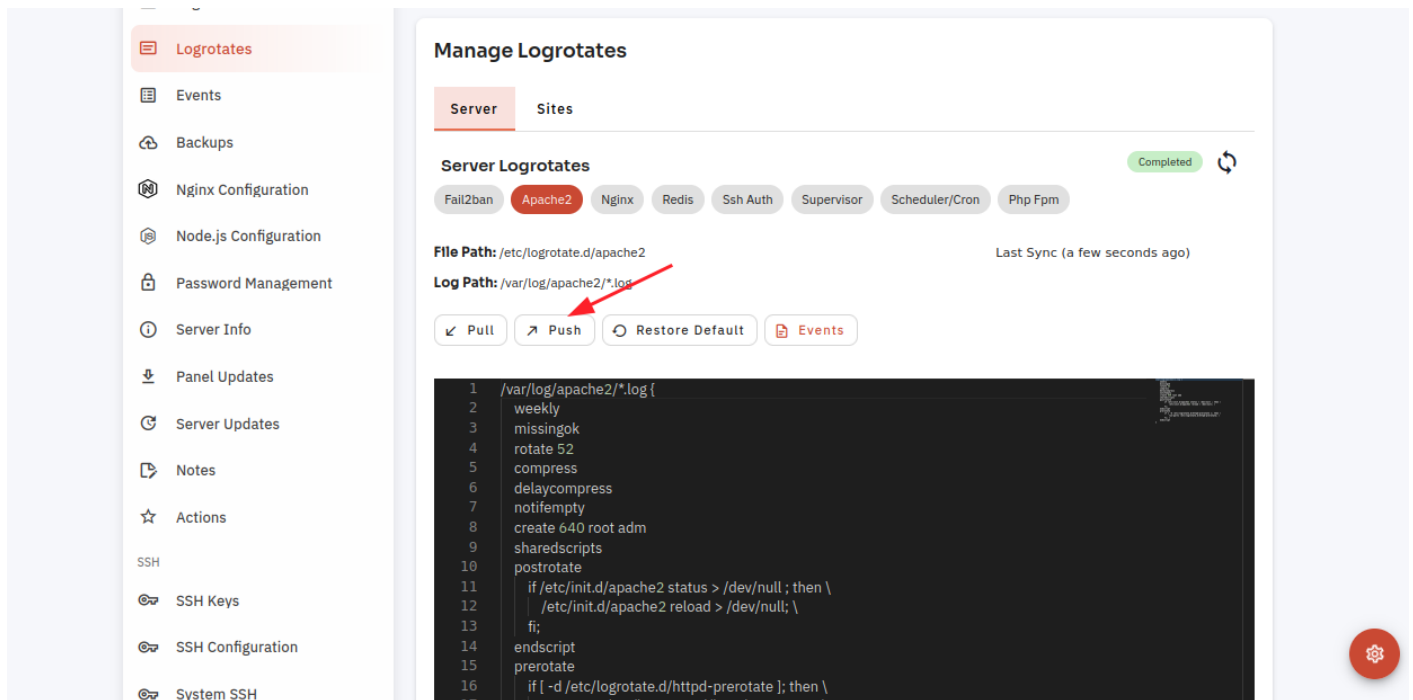 Logrotates
Events
Backups
Nginx Configuration
Node.js Configuration
Password Management
Server Info
Panel Updates
Server Updates
Notes
Actions
SSH
SSH Keys
SSH Configuration
System SSH
Manage Logrotates
Server Sites
Server Logrotates
Completed
Fail2ban Apache2 Nginx Redis Ssh Auth Supervisor Scheduler/Cron Php Fpm
File Path: /etc/logrotate.d/apache2
Last Sync (a few seconds ago)
Log Path: /var/log/apache2/*.log
Pull Push Restore Default Events
1 /var/log/apache2/*.log {
2 weekly
3 missingok
4 rotate 52
5 compress
6 delaycompress
7 notifempty
8 create 640 root adm
9 sharedscripts
10 postrotate
11 if /etc/init.d/apache2 status > /dev/null ; then \
12 /etc/init.d/apache2 reload > /dev/null; \
13 fi;
14 endscript
15 prerotate
16 if [ -d /etc/logrotate.d/httpd-prerotate ]; then \